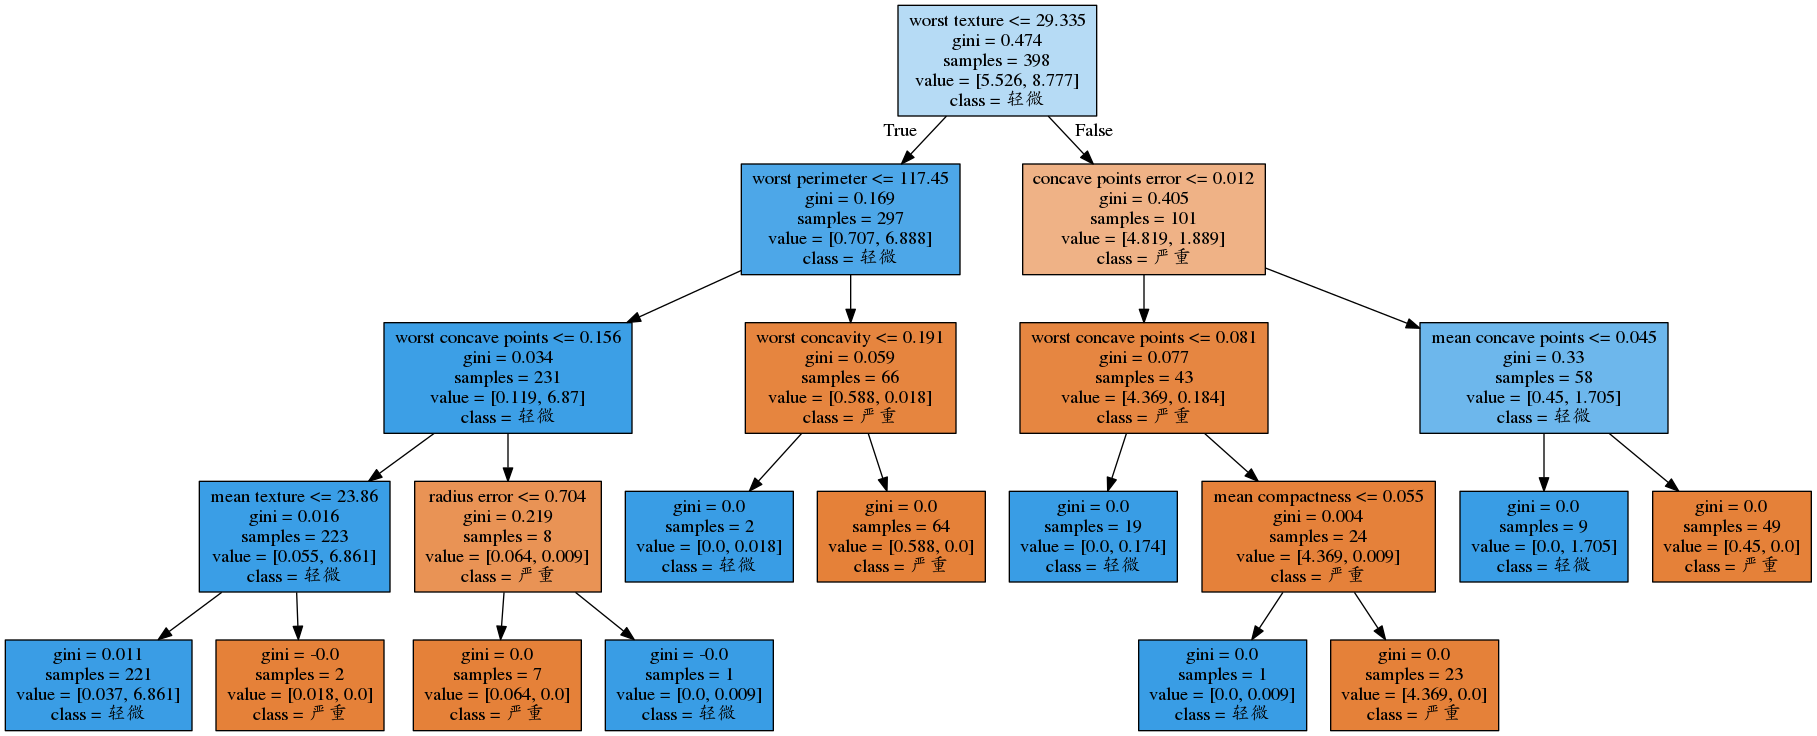 worst texture <= 29.335
gini = 0.474
samples = 398
value = [5.526, 8.777]
class = 轻微
True
False
worst perimeter <= 117.45
gini = 0.169
samples = 297
value = [0.707, 6.888]
class = 轻微
concave points error <= 0.012
gini = 0.405
samples = 101
value = [4.819, 1.889]
class = 严重
worst concave points <= 0.156
gini = 0.034
samples = 231
value = [0.119, 6.87]
class = 轻微
worst concavity <= 0.191
gini = 0.059
samples = 66
value = [0.588, 0.018]
class = 严重
worst concave points <= 0.081
gini = 0.077
samples = 43
value = [4.369, 0.184]
class = 严重
mean concave points <= 0.045
gini = 0.33
samples = 58
value = [0.45, 1.705]
class = 轻微
mean texture <= 23.86
gini = 0.016
samples = 223
value = [0.055, 6.861]
class = 轻微
radius error <= 0.704
gini = 0.219
samples = 8
value = [0.064, 0.009]
class = 严重
gini = 0.0
samples = 2
value = [0.0, 0.018]
class = 轻微
gini = 0.0
samples = 64
value = [0.588, 0.0]
class = 严重
gini = 0.0
samples = 19
value = [0.0, 0.174]
class = 轻微
mean compactness <= 0.055
gini = 0.004
samples = 24
value = [4.369, 0.009]
class = 严重
gini = 0.0
samples = 9
value = [0.0, 1.705]
class = 轻微
gini = 0.0
samples = 49
value = [0.45, 0.0]
class = 严重
gini = 0.011
samples = 221
value = [0.037, 6.861]
class = 轻微
gini = -0.0
samples = 2
value = [0.018, 0.0]
class = 严重
gini = 0.0
samples = 7
value = [0.064, 0.0]
class = 严重
gini = -0.0
samples = 1
value = [0.0, 0.009]
class = 轻微
gini = 0.0
samples = 1
value = [0.0, 0.009]
class = 轻微
gini = 0.0
samples = 23
value = [4.369, 0.0]
class = 严重